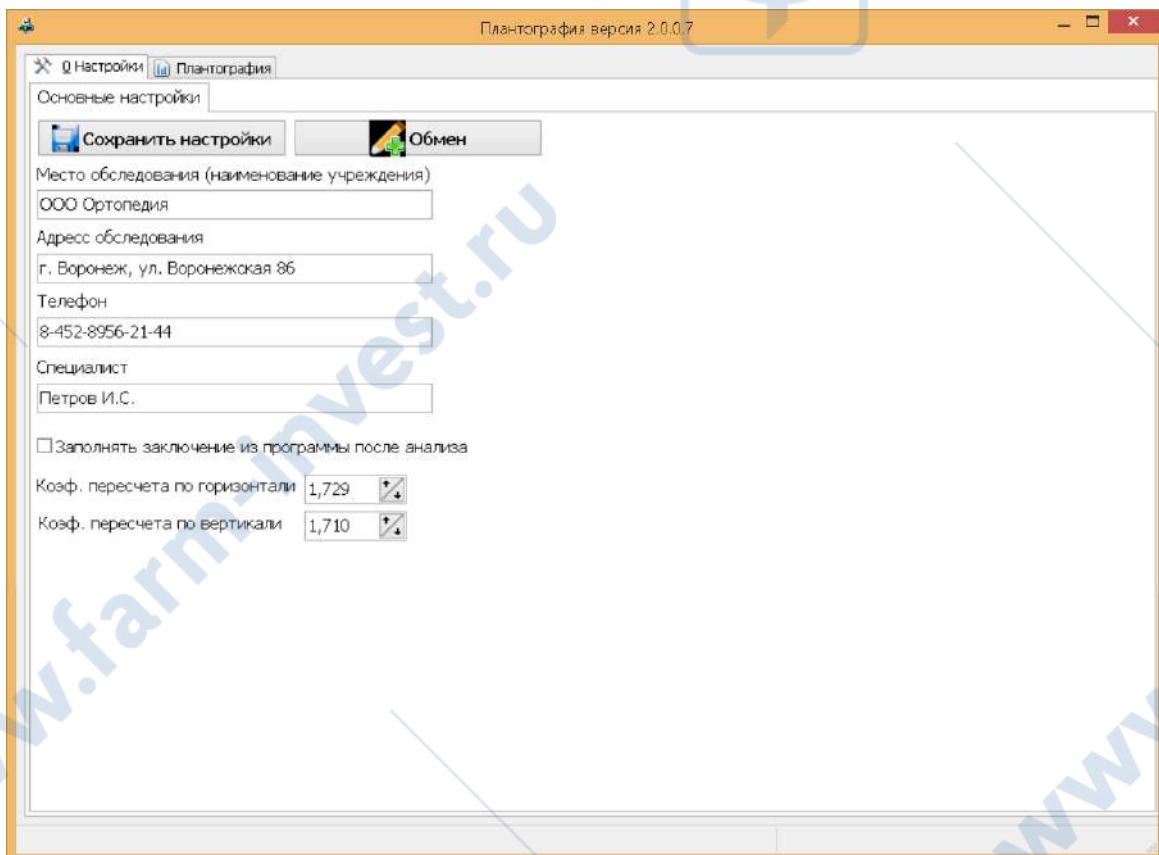 Плантография версия 2.0.0.7
0 Настройки Плантография
Основные настройки
Сохранить настройки Обмен
Место обследования (наименование учреждения)
ООО Ортопедия
Адресс обследования
г. Воронеж, ул. Воронежская 86
Телефон
8-452-8956-21-44
Специалист
Петров И.С.
Заполнять заключение из программы после анализа
Коэф. пересчета по горизонтали 1,729
Коэф. пересчета по вертикали 1,710
w.farm-invest.ru
www